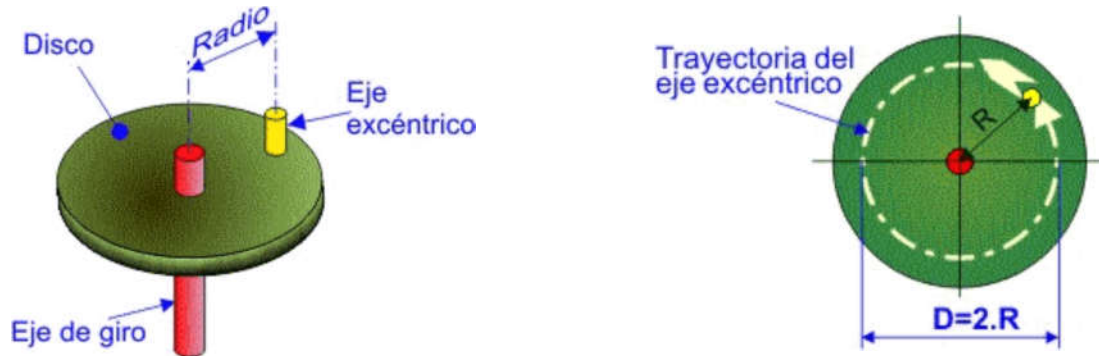 Radio
Disco
Eje
excéntrico
Eje de giro
Trayectoria del
eje excéntrico
R
D=2.R